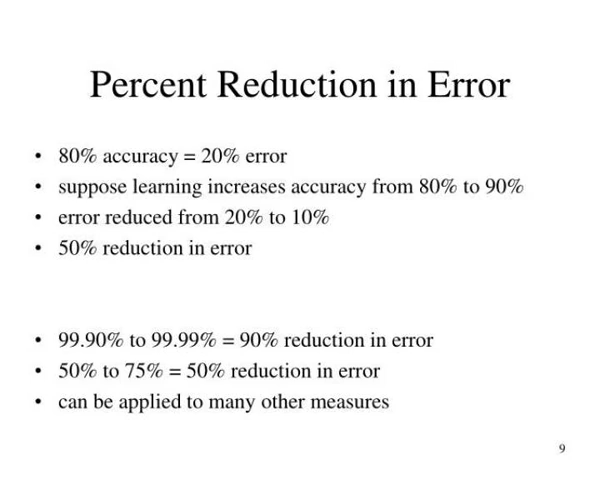 Percent Reduction in Error
• 80% accuracy = 20% error
• suppose learning increases accuracy from 80% to 90%
• error reduced from 20% to 10%
• 50% reduction in error
• 99.90% to 99.99% = 90% reduction in error
• 50% to 75% = 50% reduction in error
• can be applied to many other measures
9